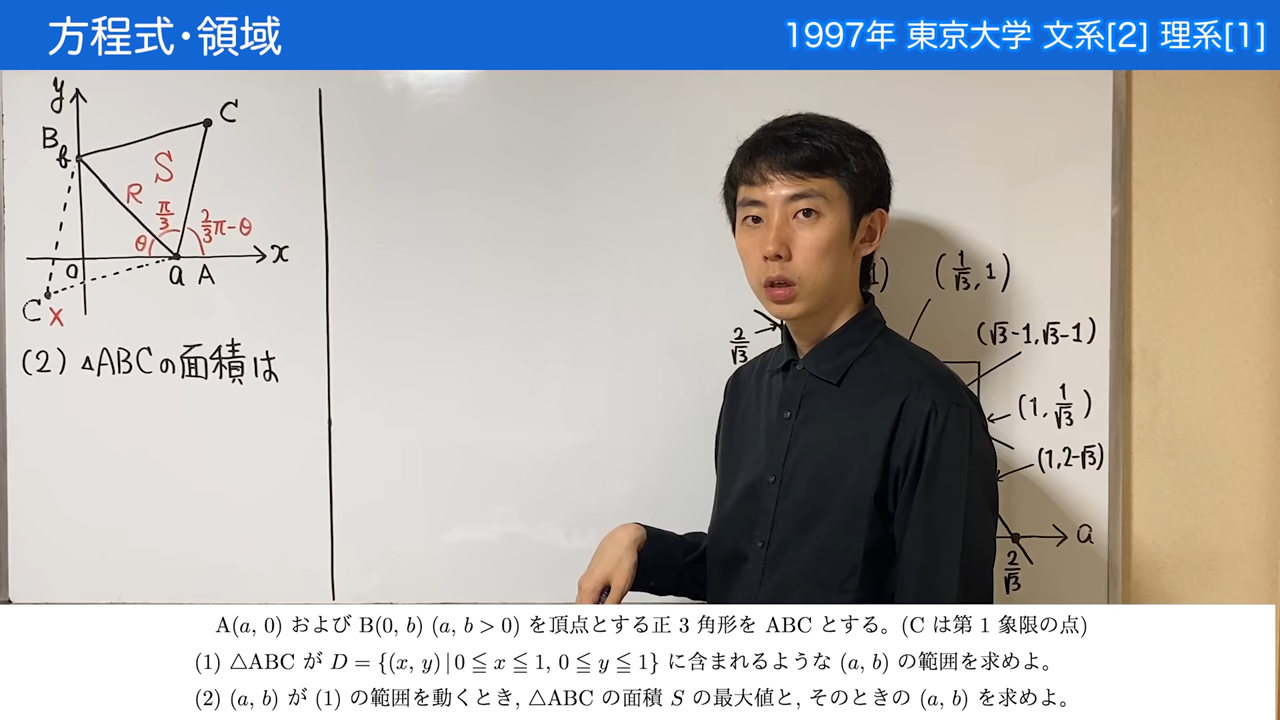 方程式・領域
1997年 東京大学 文系[2] 理系[1]
y
B
b
C
S
R
π/3
2/3π-θ
θ
0
a
A
x
C
×
(2) △ABCの面積は
1)
(1/√3, 1)
(√3-1, √3-1)
2/√3
(1, 1/√3)
(1, 2-√3)
a
2/√3
A(a, 0) および B(0, b) (a, b > 0) を頂点とする正 3 角形を ABC とする。(C は第 1 象限の点)
(1) △ABC が D = {(x, y) | 0 ≦ x ≦ 1, 0 ≦ y ≦ 1} に含まれるような (a, b) の範囲を求めよ。
(2) (a, b) が (1) の範囲を動くとき, △ABC の面積 S の最大値と, そのときの (a, b) を求めよ。